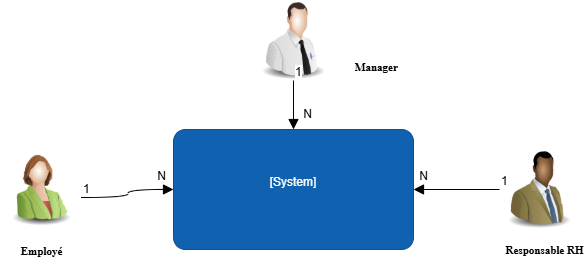 1
Manager
N
[System]
N
1
Employé
N
1
Responsable RH